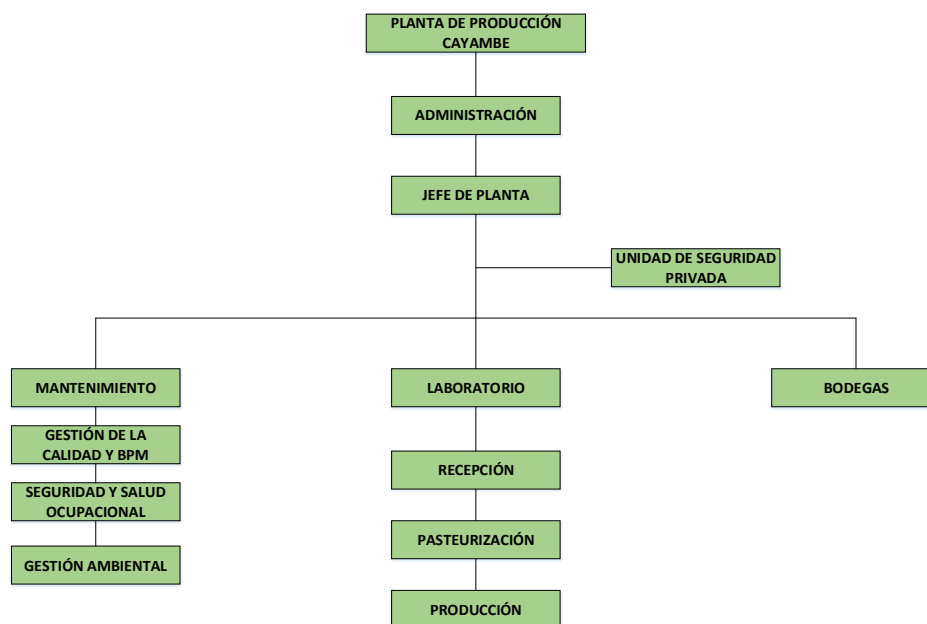 PLANTA DE PRODUCCIÓN
CAYAMBE
ADMINISTRACIÓN
JEFE DE PLANTA
UNIDAD DE SEGURIDAD
PRIVADA
MANTENIMIENTO
LABORATORIO
BODEGAS
GESTIÓN DE LA
CALIDAD Y BPM
RECEPCIÓN
SEGURIDAD Y SALUD
OCUPACIONAL
PASTEURIZACIÓN
GESTIÓN AMBIENTAL
PRODUCCIÓN